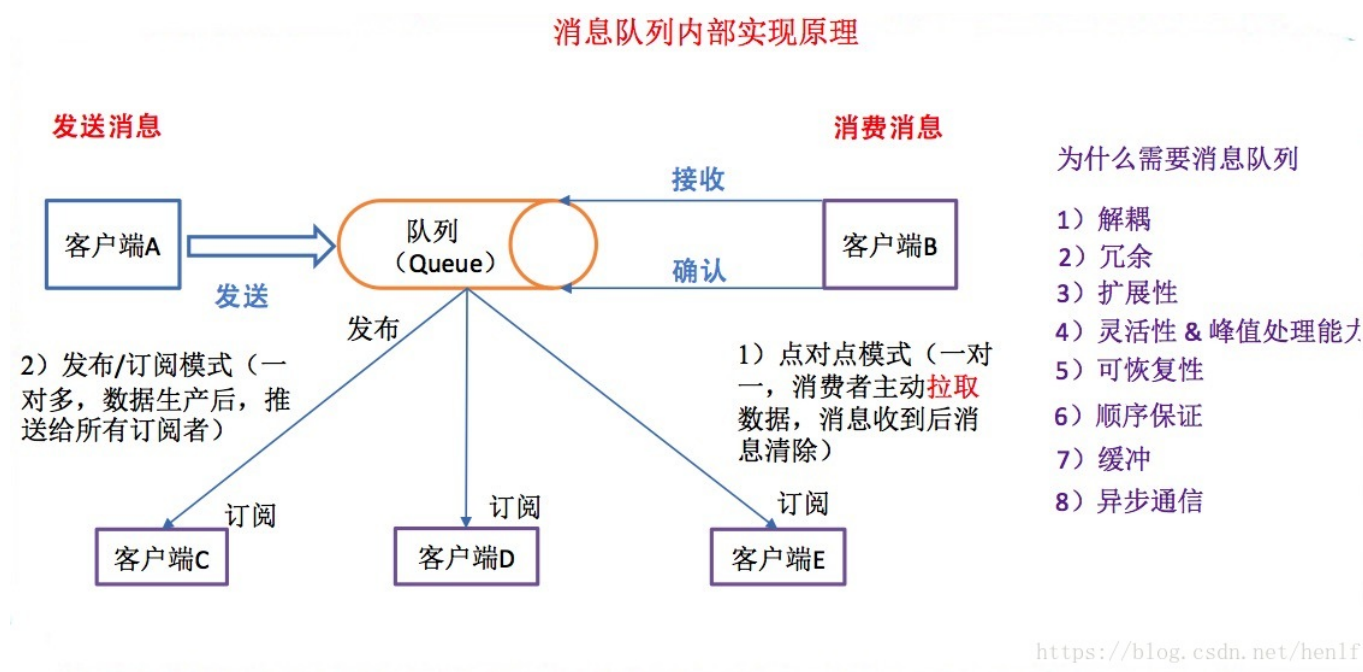 消息队列内部实现原理
发送消息
消费消息
客户端A
发送
队列
（Queue）
接收
确认
客户端B
发布
2）发布/订阅模式（一
对多，数据生产后，推
送给所有订阅者）
1）点对点模式（一对
一，消费者主动拉取
数据，消息收到后消
息清除）
订阅
订阅
订阅
客户端C
客户端D
客户端E
为什么需要消息队列
1）解耦
2）冗余
3）扩展性
4）灵活性 & 峰值处理能力
5）可恢复性
6）顺序保证
7）缓冲
8）异步通信
https://blog.csdn.net/henlf